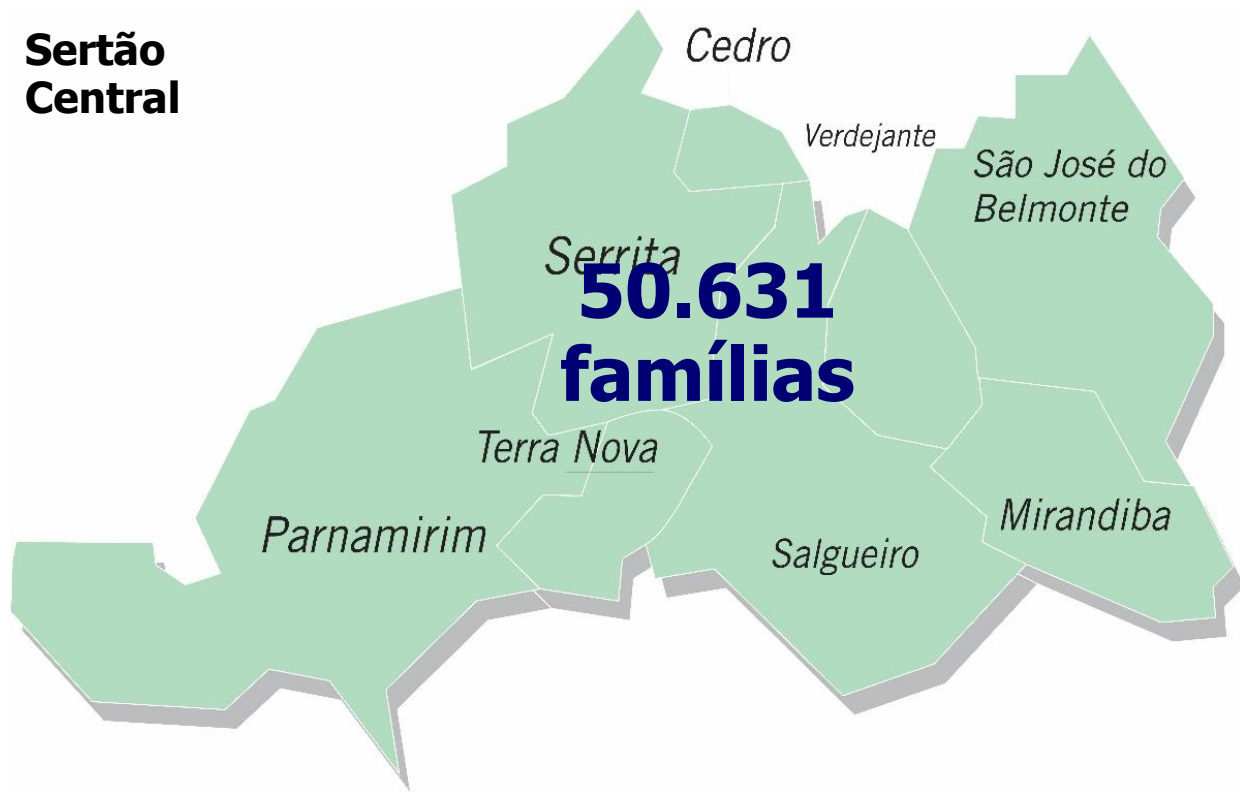 Sertão
Central
Cedro
Verdejante
São José do
Belmonte
Serrita
50.631
famílias
Terra Nova
Parnamirim
Salgueiro
Mirandiba